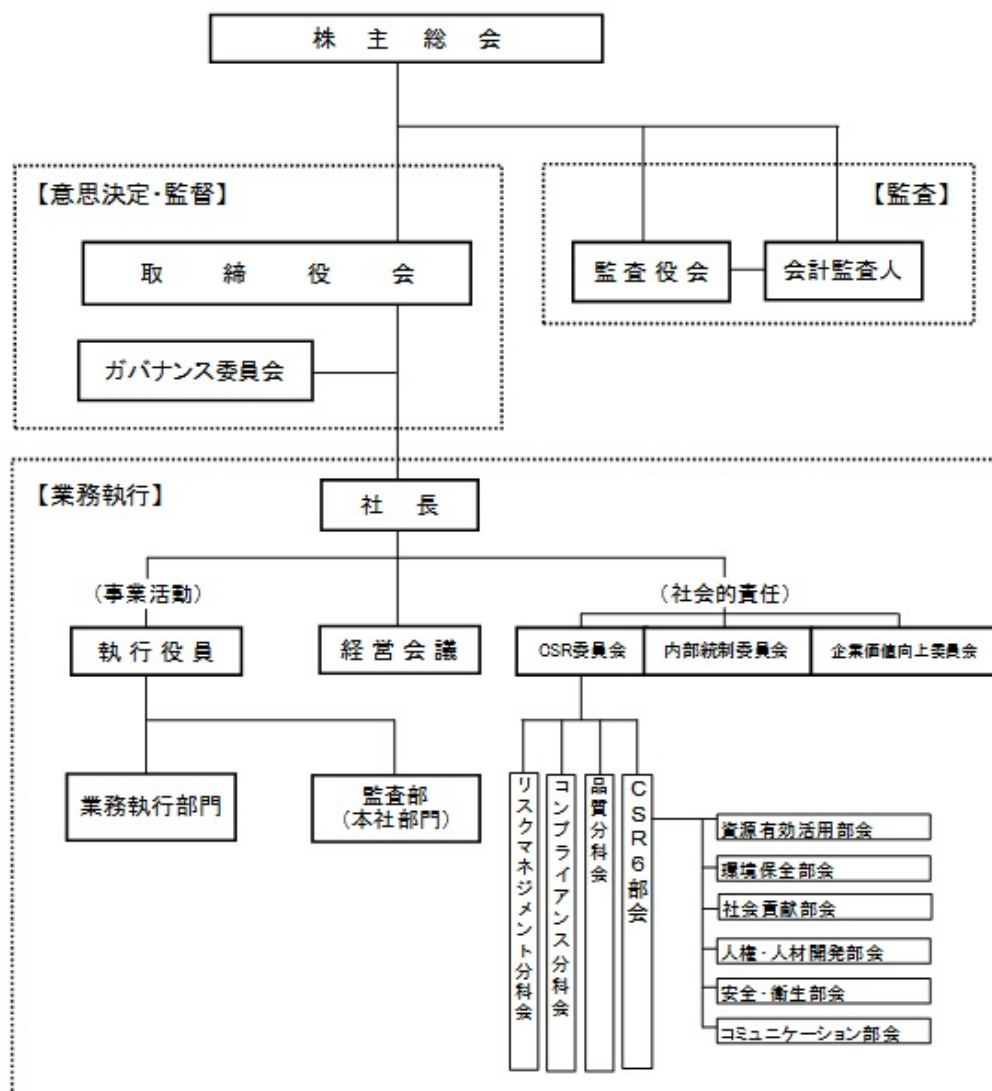 株主総会
【意思決定・監督】
【監査】
取締役会
監査役会
会計監査人
ガバナンス委員会
【業務執行】
社長
（事業活動）
（社会的責任）
執行役員
経営会議
CSR委員会
内部統制委員会
企業価値向上委員会
業務執行部門
監査部
（本社部門）
リスクマネジメント分科会
コンプライアンス分科会
品質分科会
CSR6部会
資源有効活用部会
環境保全部会
社会貢献部会
人権・人材開発部会
安全・衛生部会
コミュニケーション部会